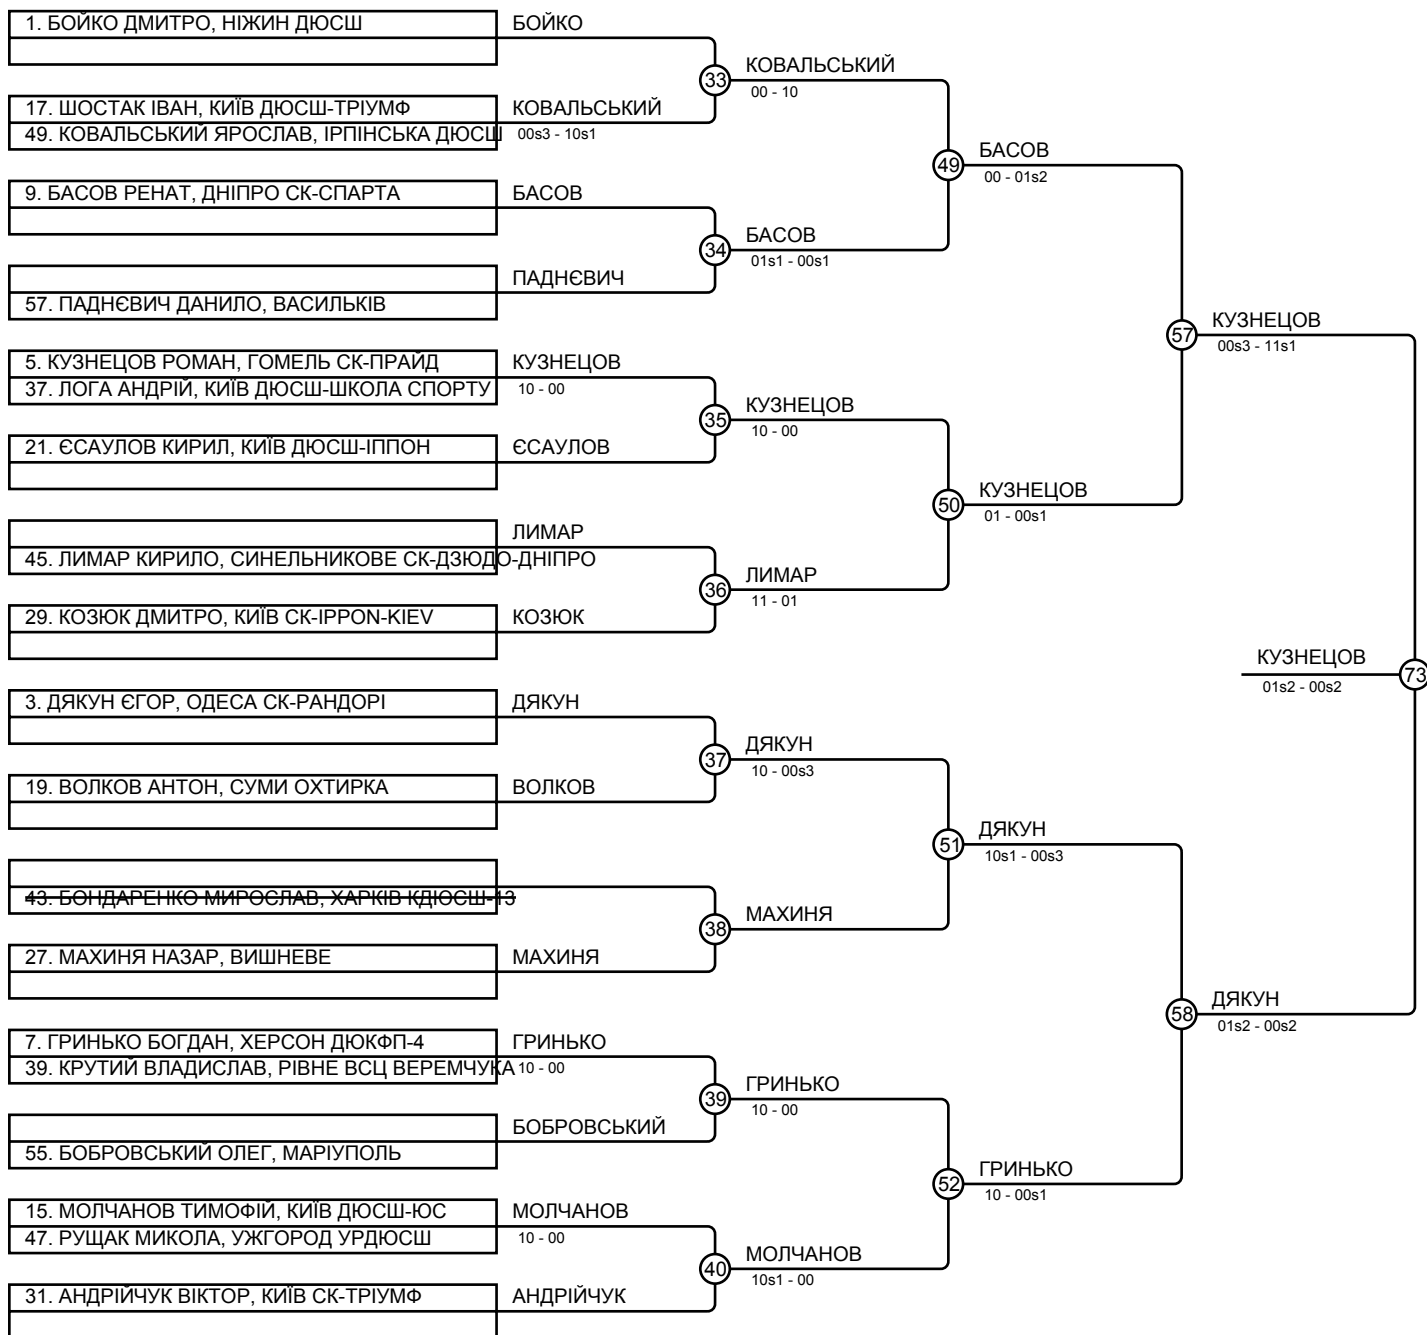 1. БОЙКО ДМИТРО, НІЖИН ДЮСШ
БОЙКО
33
КОВАЛЬСЬКИЙ
00 - 10
17. ШОСТАК ІВАН, КИЇВ ДЮСШ-ТРІУМФ
КОВАЛЬСЬКИЙ
49. КОВАЛЬСЬКИЙ ЯРОСЛАВ, ІРПІНСЬКА ДЮСШ
00s3 - 10s1
49
БАСОВ
00 - 01s2
9. БАСОВ РЕНАТ, ДНІПРО СК-СПАРТА
БАСОВ
34
БАСОВ
01s1 - 00s1
ПАДНЄВИЧ
57. ПАДНЄВИЧ ДАНИЛО, ВАСИЛЬКІВ
57
КУЗНЕЦОВ
00s3 - 11s1
5. КУЗНЕЦОВ РОМАН, ГОМЕЛЬ СК-ПРАЙД
КУЗНЕЦОВ
37. ЛОГА АНДРІЙ, КИЇВ ДЮСШ-ШКОЛА СПОРТУ
10 - 00
35
КУЗНЕЦОВ
10 - 00
21. ЄСАУЛОВ КИРИЛ, КИЇВ ДЮСШ-ІППОН
ЄСАУЛОВ
50
КУЗНЕЦОВ
01 - 00s1
ЛИМАР
45. ЛИМАР КИРИЛО, СИНЕЛЬНИКОВЕ СК-ДЗЮДО-ДНІПРО
36
ЛИМАР
11 - 01
29. КОЗЮК ДМИТРО, КИЇВ СК-IPPON-KIEV
КОЗЮК
КУЗНЕЦОВ
73
01s2 - 00s2
3. ДЯКУН ЄГОР, ОДЕСА СК-РАНДОРІ
ДЯКУН
37
ДЯКУН
10 - 00s3
19. ВОЛКОВ АНТОН, СУМИ ОХТИРКА
ВОЛКОВ
51
ДЯКУН
10s1 - 00s3
43. БОНДАРЕНКО МИРОСЛАВ, ХАРКІВ КДЮСШ-13
38
МАХИНЯ
27. МАХИНЯ НАЗАР, ВИШНЕВЕ
МАХИНЯ
58
ДЯКУН
01s2 - 00s2
7. ГРИНЬКО БОГДАН, ХЕРСОН ДЮКФП-4
ГРИНЬКО
39. КРУТИЙ ВЛАДИСЛАВ, РІВНЕ ВСЦ ВЕРЕМЧУКА
10 - 00
39
ГРИНЬКО
10 - 00
БОБРОВСЬКИЙ
55. БОБРОВСЬКИЙ ОЛЕГ, МАРІУПОЛЬ
52
ГРИНЬКО
10 - 00s1
15. МОЛЧАНОВ ТИМОФІЙ, КИЇВ ДЮСШ-ЮС
МОЛЧАНОВ
47. РУЩАК МИКОЛА, УЖГОРОД УРДЮСШ
10 - 00
40
МОЛЧАНОВ
10s1 - 00
31. АНДРІЙЧУК ВІКТОР, КИЇВ СК-ТРІУМФ
АНДРІЙЧУК